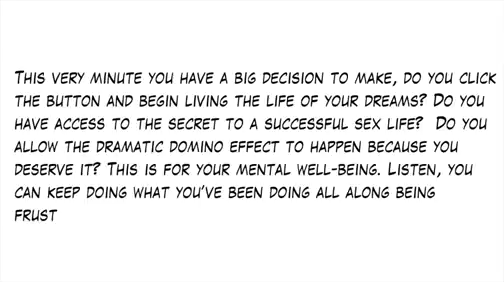 THIS VERY MINUTE YOU HAVE A BIG DECISION TO MAKE, DO YOU CLICK
THE BUTTON AND BEGIN LIVING THE LIFE OF YOUR DREAMS? DO YOU
HAVE ACCESS TO THE SECRET TO A SUCCESSFUL SEX LIFE?  DO YOU
ALLOW THE DRAMATIC DOMINO EFFECT TO HAPPEN BECAUSE YOU
DESERVE IT? THIS IS FOR YOUR MENTAL WELL-BEING. LISTEN, YOU
CAN KEEP DOING WHAT YOU'VE BEEN DOING ALL ALONG BEING
FRUST